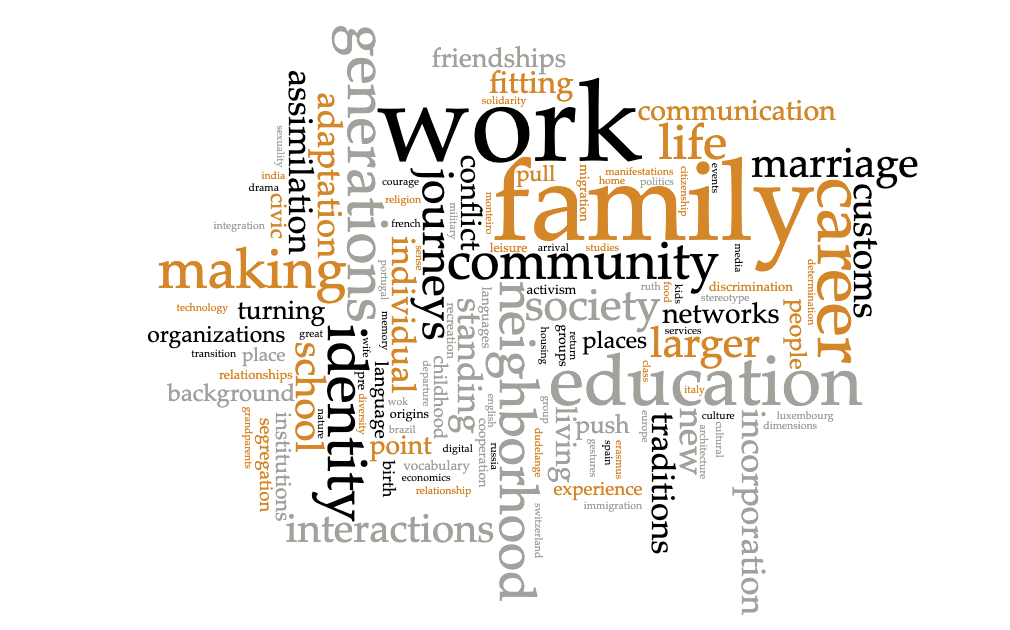 generations
friendships
fitting
solidarity
work
communication
life
marriage
assimilation
adaptation
sexuality
india
drama
civic
integration
courage
religion
french
journeys
conflict
military
monteiro
pull
migration
manifestations
home
politics
citizenship
events
family
career
customs
making
individual
sense
portugal
leisure
arrival
studies
community
media
determination
technology
turning
organizations
great
transition
place
relationships
background
school
identity
wife
memory
pre
diversity
language
recreation
languages
standing
neighborhood
activism
society
ruth
food
kids
discrimination
stereotype
networks
people
housing
groups
return
places
services
larger
class
education
italy
childhood
departure
wok
origins
brazil
point
digital
vocabulary
economics
relationship
birth
english
cooperation
russia
grandparents
segregation
institutions
nature
interactions
group
dudelange
living
push
gestures
spain
erasmus
europe
experience
immigration
switzerland
traditions
new
culture
architecture
cultural
incorporation
luxembourg
dimensions